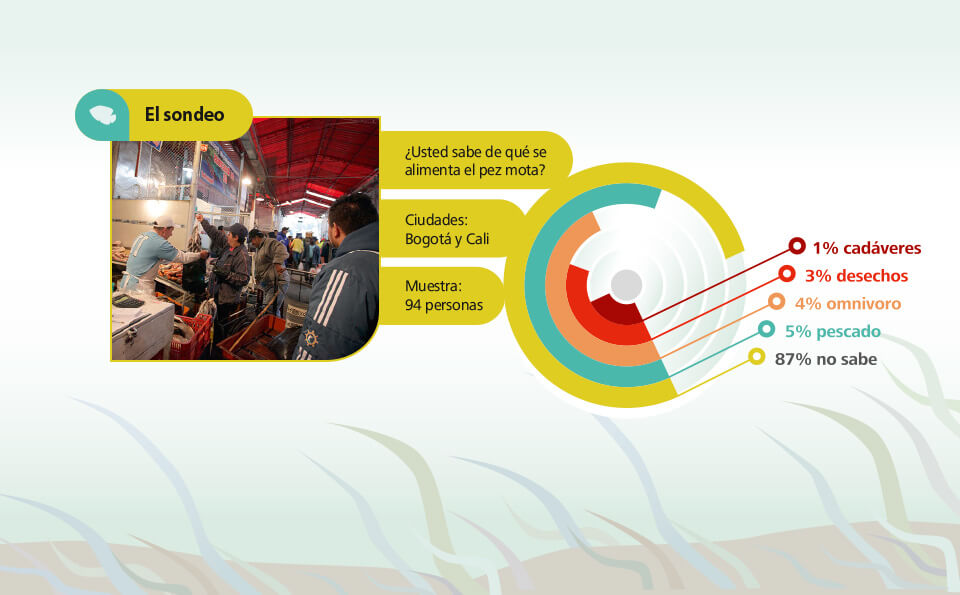 El sondeo
¿Usted sabe de qué se
alimenta el pez mota?
Ciudades:
Bogotá y Cali
Muestra:
94 personas
1% cadáveres
3% desechos
4% omnivoro
5% pescado
87% no sabe